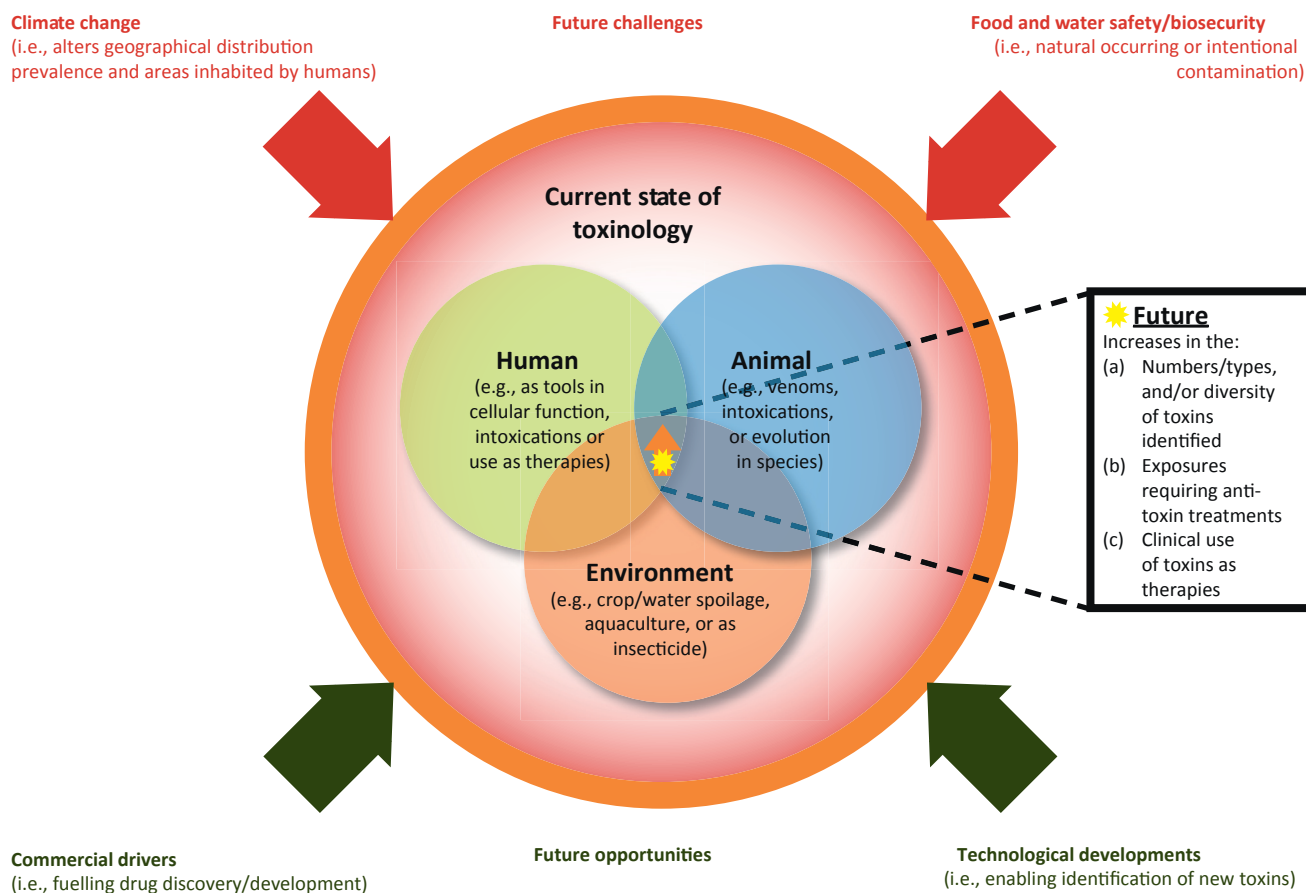 Climate change
(i.e., alters geographical distribution
prevalence and areas inhabited by humans)
Future challenges
Food and water safety/biosecurity
(i.e., natural occurring or intentional
contamination)
Current state of
toxinology
Human
(e.g., as tools in
cellular function,
intoxications or
use as therapies)
Animal
(e.g., venoms,
intoxications,
or evolution
in species)
Environment
(e.g., crop/water spoilage,
aquaculture, or as
insecticide)
Future
Increases in the:
(a) Numbers/types,
and/or diversity
of toxins
identified
(b) Exposures
requiring anti-
toxin treatments
(c) Clinical use
of toxins as
therapies
Commercial drivers
(i.e., fuelling drug discovery/development)
Future opportunities
Technological developments
(i.e., enabling identification of new toxins)